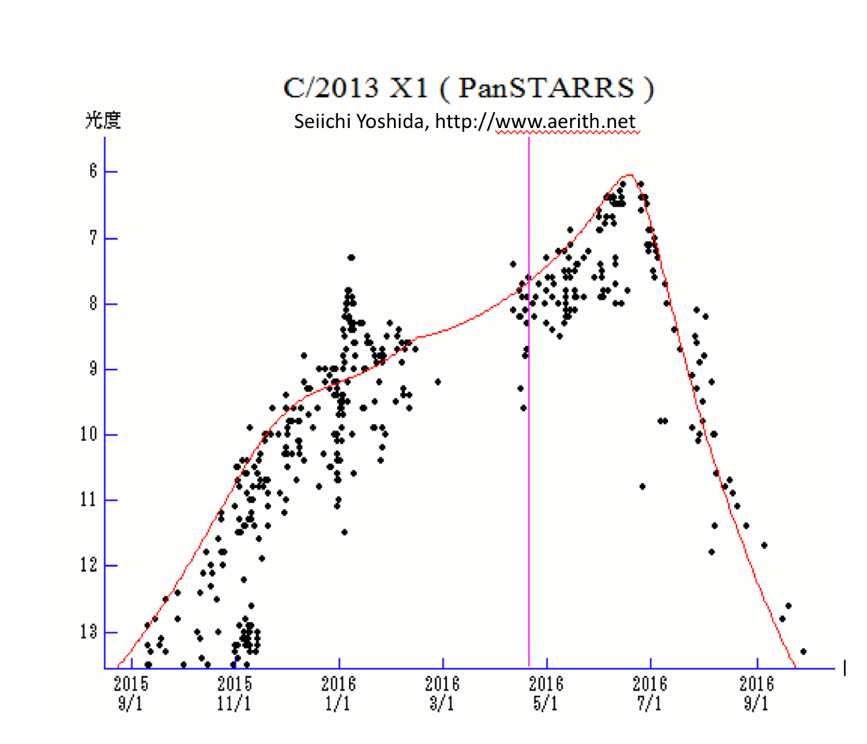 C/2013 X1 ( PanSTARRS )
光度
Seiichi Yoshida, http://www.aerith.net
6
7
8
9
10
11
12
13
2015 2015 2016 2016 2016 2016 2016
9/1 11/1 1/1 3/1 5/1 7/1 9/1